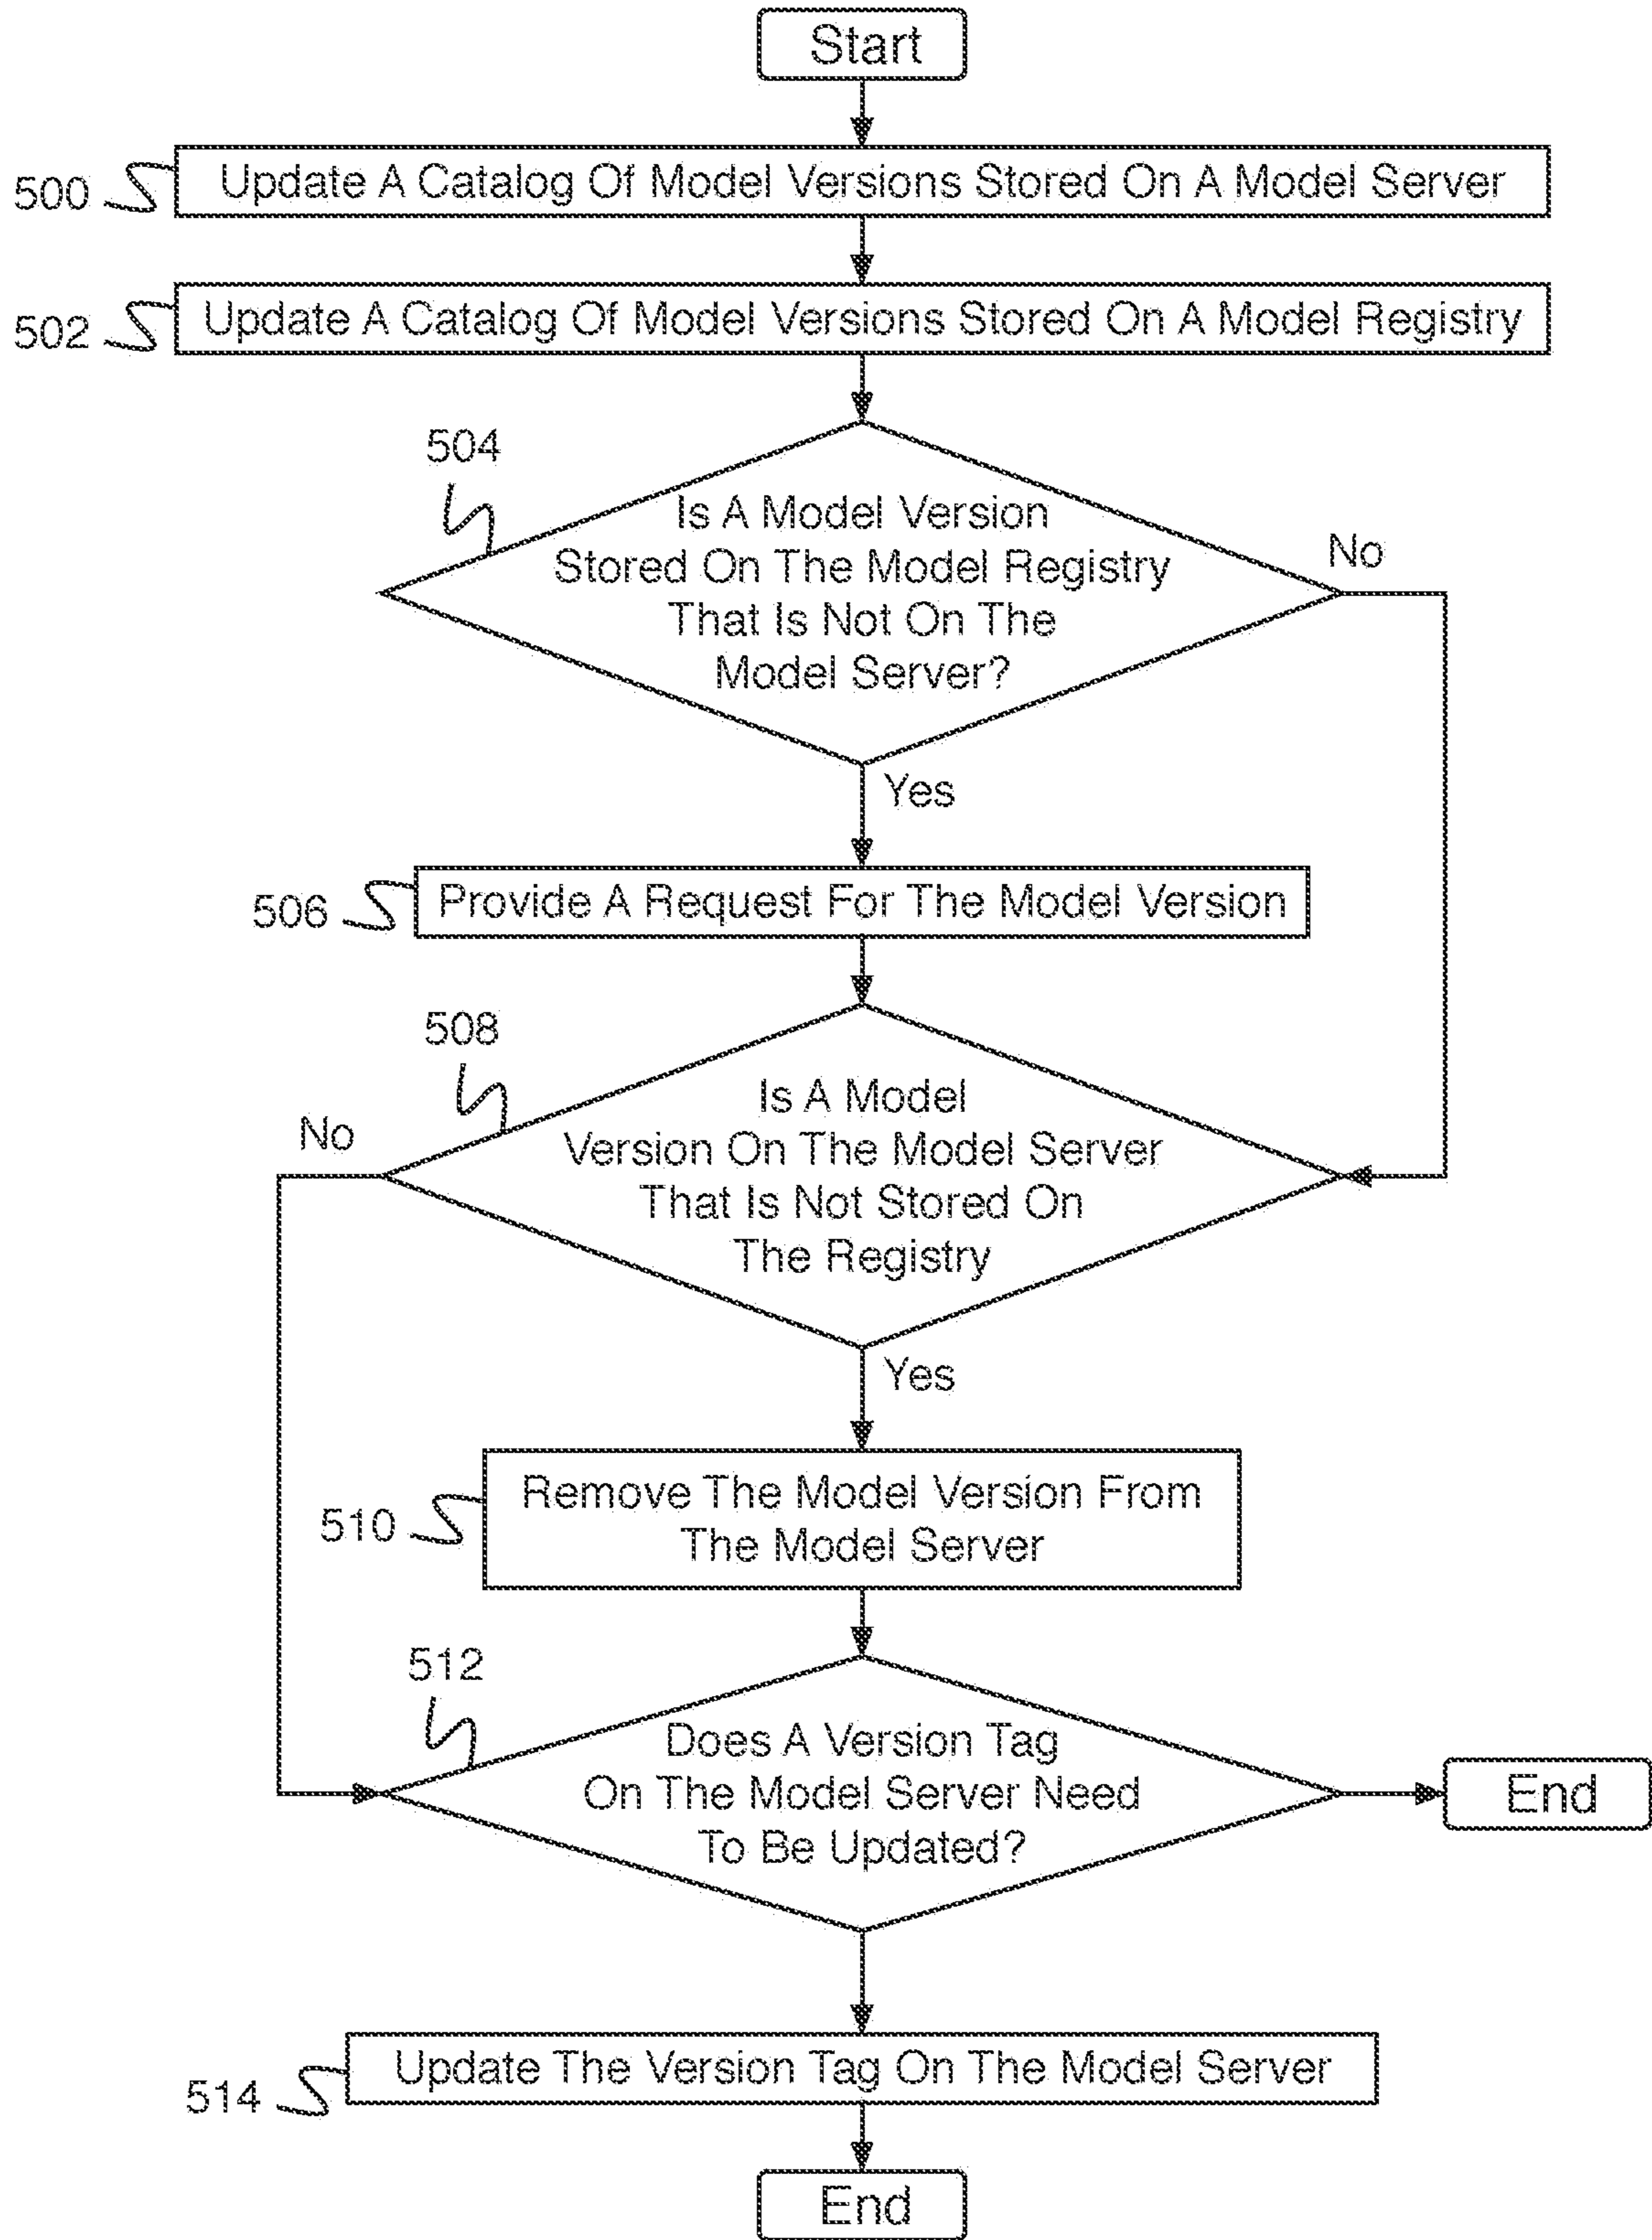 Start
500
Update A Catalog Of Model Versions Stored On A Model Server
502
Update A Catalog Of Model Versions Stored On A Model Registry
504
Is A Model Version
Stored On The Model Registry
That Is Not On The
Model Server?
No
Yes
506
Provide A Request For The Model Version
508
Is A Model
Version On The Model Server
That Is Not Stored On
The Registry
No
Yes
510
Remove The Model Version From
The Model Server
512
Does A Version Tag
On The Model Server Need
To Be Updated?
End
514
Update The Version Tag On The Model Server
End